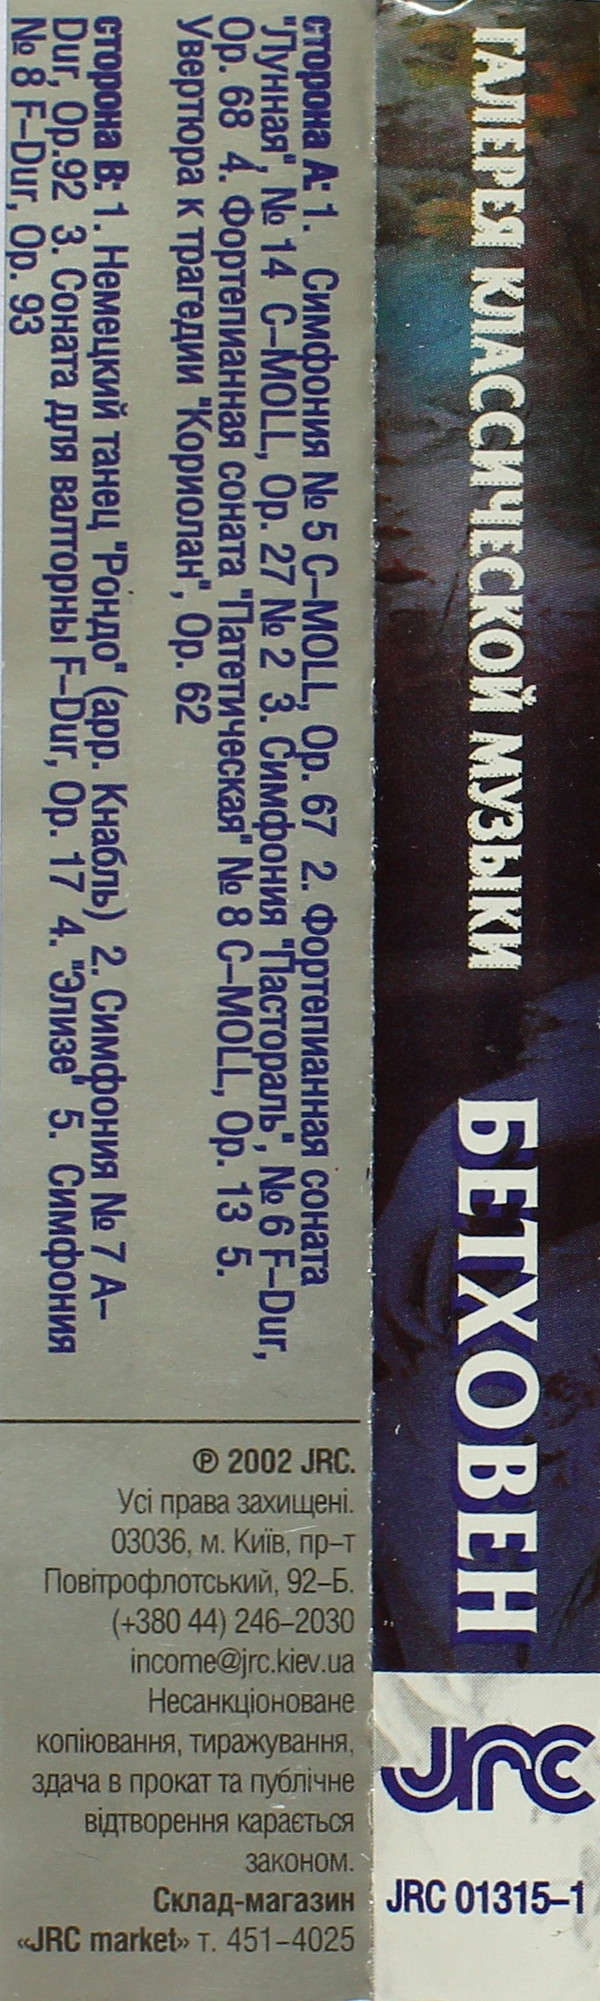 ГАЛЕРЕЯ КЛАССИЧЕСКОЙ МУЗЫКИ БЕТХОВЕН
JRC
JRC 01315–1
сторона А: 1. Симфония № 5 C–MOLL, Op. 67 2. Фортепианная соната
"Лунная", № 14 C–MOLL, Op. 27 № 2 3. Симфония "Пастораль", № 6 F–Dur,
Op. 68 4. Фортепианная соната "Патетическая" № 8 C–MOLL, Op. 13 5.
Увертюра к трагедии "Кориолан", Op. 62
сторона В: 1. Немецкий танец "Рондо" (арр. Кнабль) 2. Симфония № 7 A–
Dur, Op.92 3. Соната для валторны F–Dur, Op. 17 4. "Элизе" 5. Симфония
№ 8 F–Dur, Op. 93
℗ 2002 JRC.
Усі права захищені.
03036, м. Київ, пр–т
Повітрофлотський, 92–Б.
(+380 44) 246–2030
income@jrc.kiev.ua
Несанкціоноване
копіювання, тиражування,
здача в прокат та публічне
відтворення карається
законом.
Склад-магазин
«JRC market» т. 451–4025